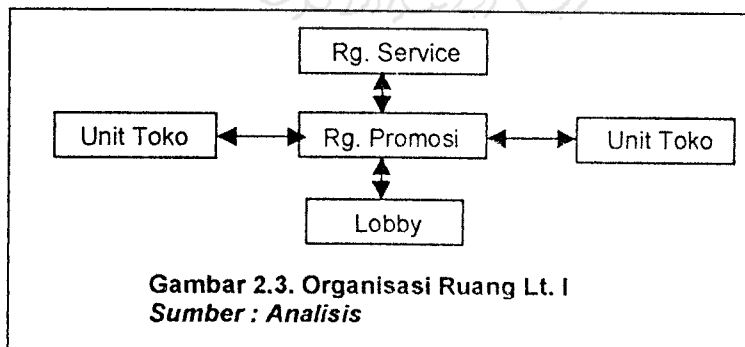 Rg. Service
Unit Toko
Rg. Promosi
Unit Toko
Lobby
Gambar 2.3. Organisasi Ruang Lt. I
Sumber : Analisis